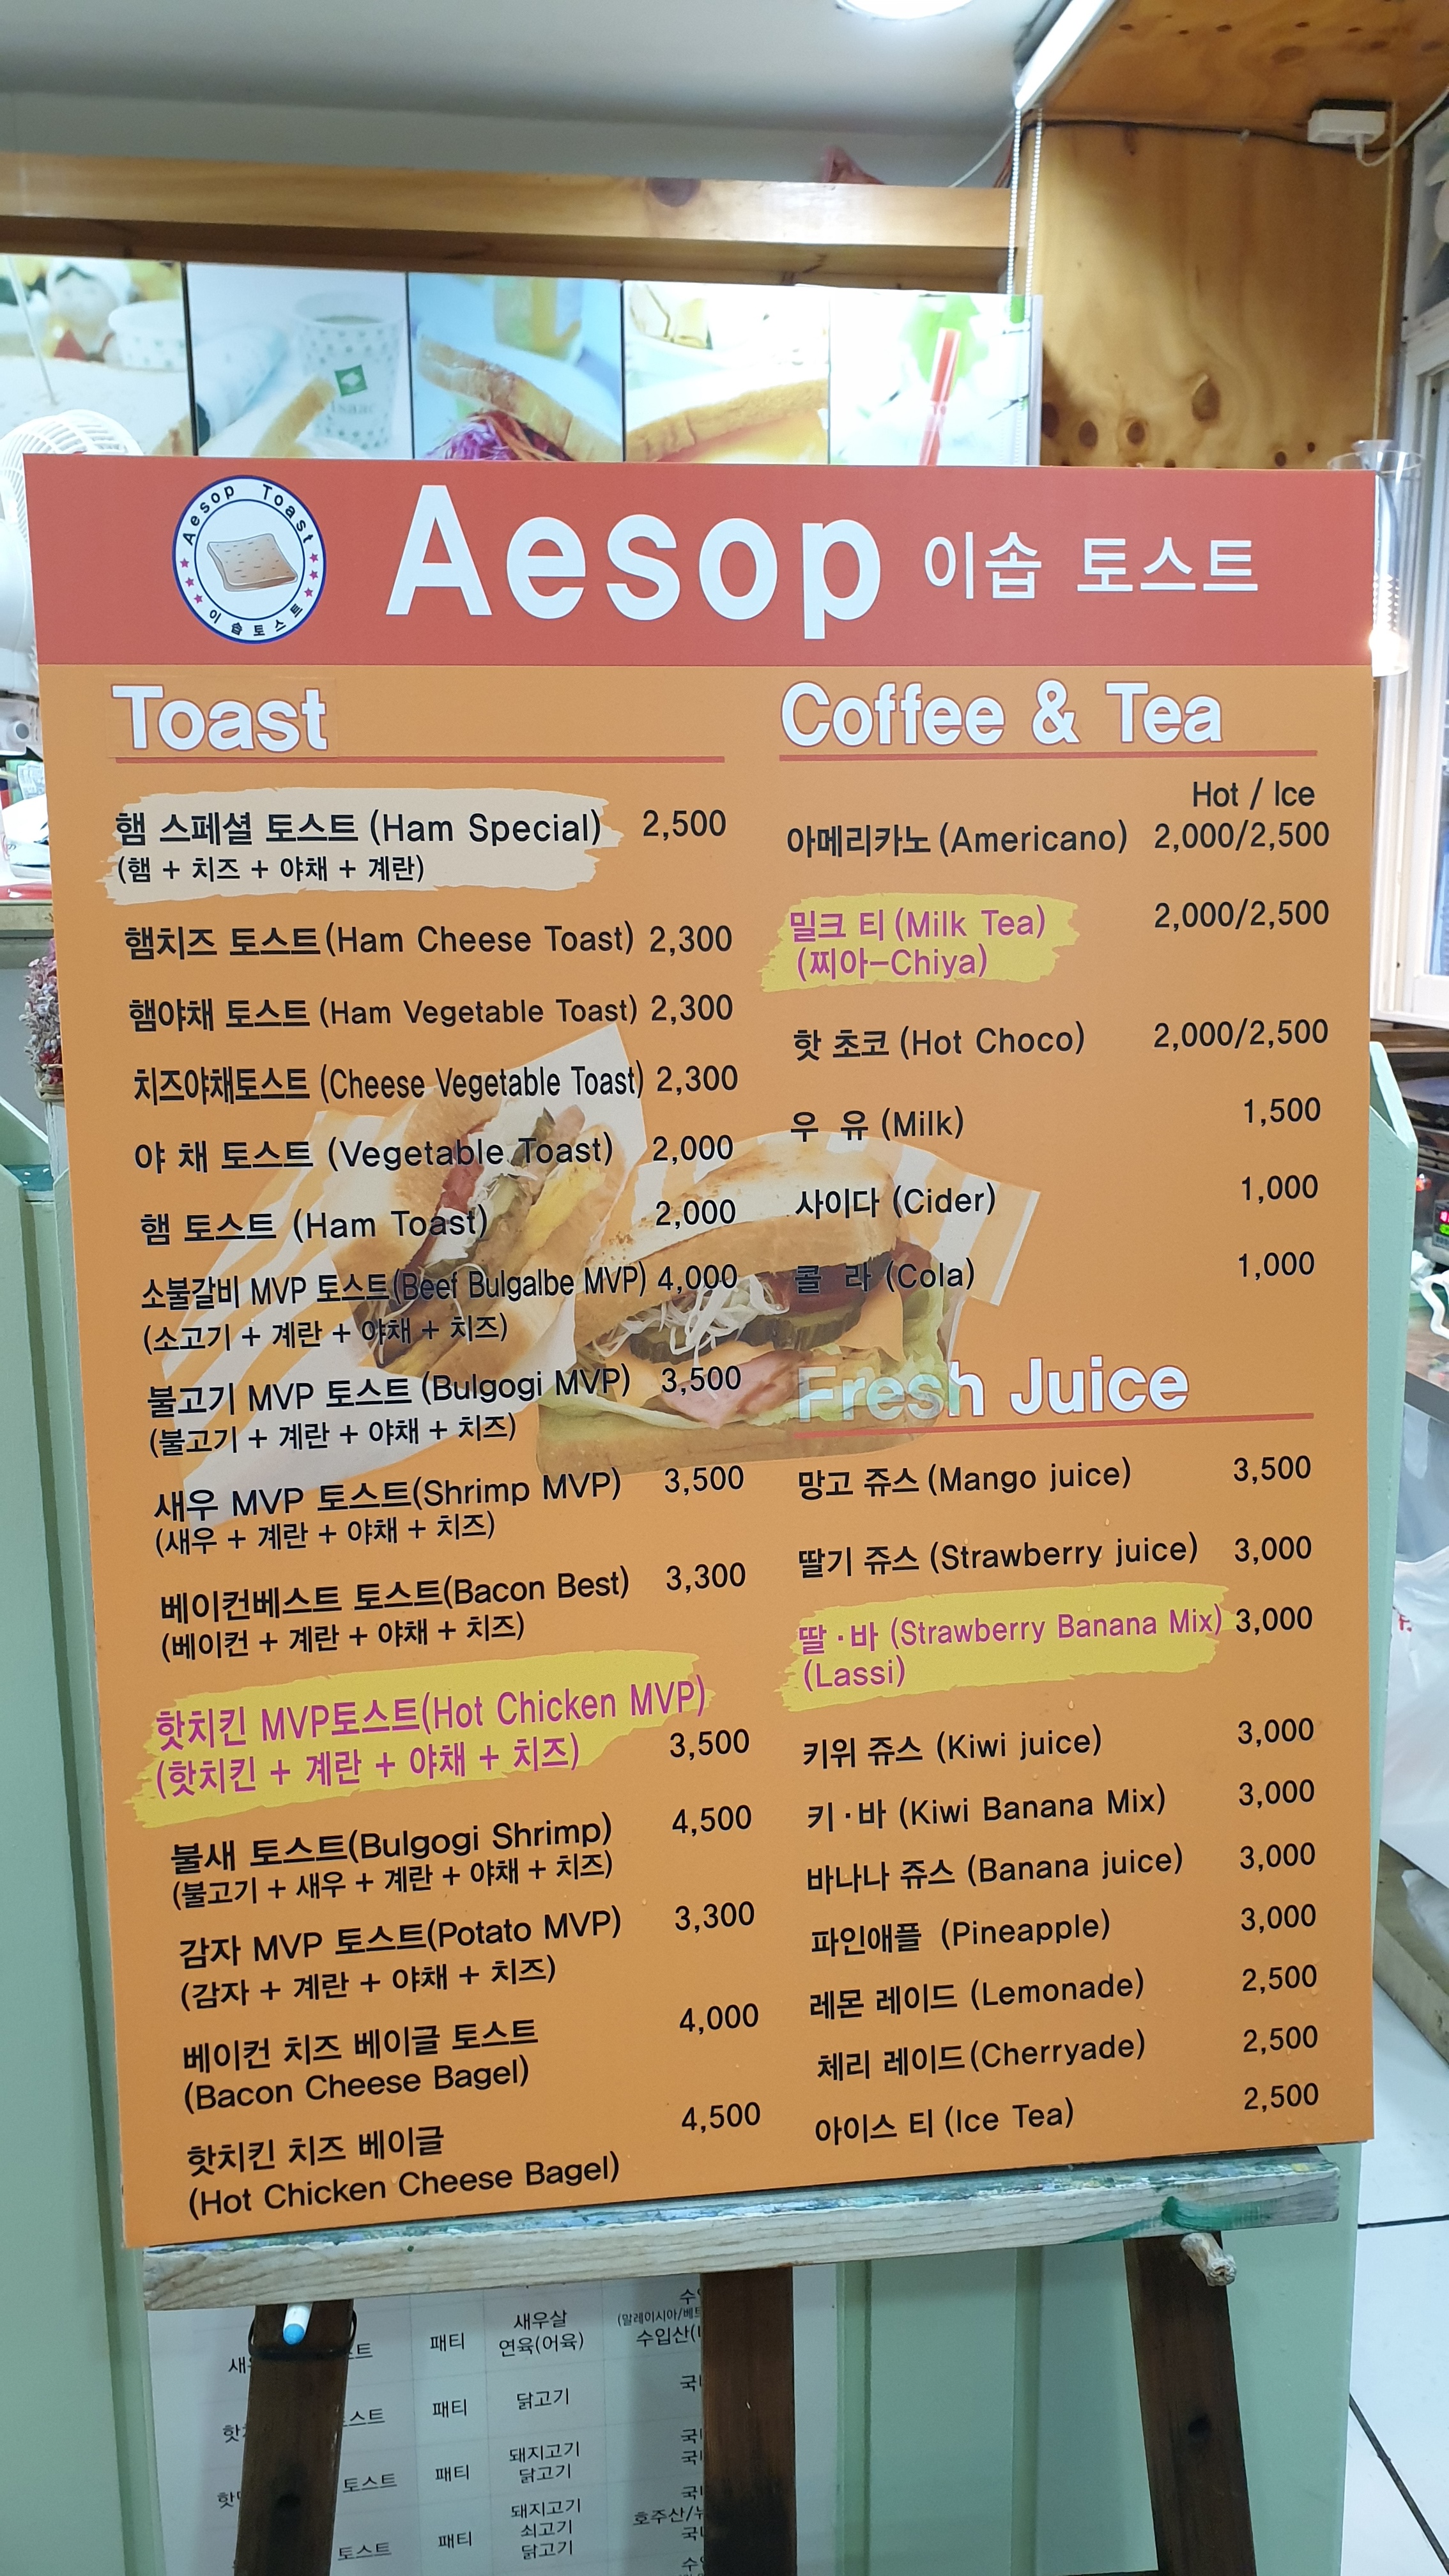 Aesop Toast
이솝토스트
Aesop 이솝 토스트
Toast
햄 스페셜 토스트 (Ham Special) 2,500
(햄 + 치즈 + 야채 + 계란)
햄치즈 토스트 (Ham Cheese Toast) 2,300
햄야채 토스트 (Ham Vegetable Toast) 2,300
치즈야채토스트 (Cheese Vegetable Toast) 2,300
야 채 토스트 (Vegetable Toast) 2,000
햄 토스트 (Ham Toast) 2,000
소불갈비 MVP 토스트(Beef Bulgalbe MVP) 4,000
(소고기 + 계란 + 야채 + 치즈)
불고기 MVP 토스트 (Bulgogi MVP) 3,500
(불고기 + 계란 + 야채 + 치즈)
새우 MVP 토스트(Shrimp MVP) 3,500
(새우 + 계란 + 야채 + 치즈)
베이컨베스트 토스트(Bacon Best) 3,300
(베이컨 + 계란 + 야채 + 치즈)
핫치킨 MVP토스트(Hot Chicken MVP)
(핫치킨 + 계란 + 야채 + 치즈) 3,500
불새 토스트(Bulgogi Shrimp) 4,500
(불고기 + 새우 + 계란 + 야채 + 치즈)
감자 MVP 토스트(Potato MVP) 3,300
(감자 + 계란 + 야채 + 치즈)
베이컨 치즈 베이글 토스트 4,000
(Bacon Cheese Bagel)
핫치킨 치즈 베이글 4,500
(Hot Chicken Cheese Bagel)
Coffee & Tea
Hot / Ice
아메리카노 (Americano) 2,000/2,500
밀크 티 (Milk Tea) 2,000/2,500
(찌아-Chiya)
핫 초코 (Hot Choco) 2,000/2,500
우 유 (Milk) 1,500
사이다 (Cider) 1,000
콜 라 (Cola) 1,000
Fresh Juice
망고 쥬스 (Mango juice) 3,500
딸기 쥬스 (Strawberry juice) 3,000
딸·바 (Strawberry Banana Mix) 3,000
(Lassi)
키위 쥬스 (Kiwi juice) 3,000
키·바 (Kiwi Banana Mix) 3,000
바나나 쥬스 (Banana juice) 3,000
파인애플 (Pineapple) 3,000
레몬 레이드 (Lemonade) 2,500
체리 레이드 (Cherryade) 2,500
아이스 티 (Ice Tea) 2,500
패티 새우살
연육(어육) 수입산
패티 닭고기
토스트 패티 돼지고기
닭고기
토스트 패티 돼지고기
쇠고기 호주산
닭고기